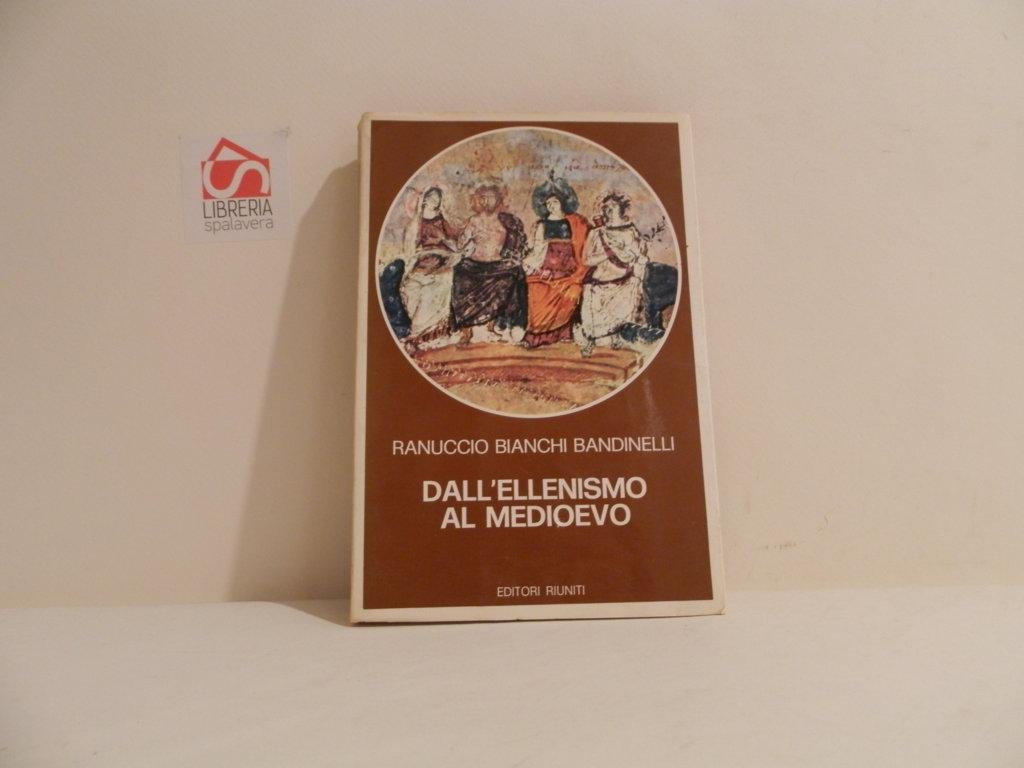 LIBRERIA
spalavera
RANUCCIO BIANCHI BANDINELLI
DALL'ELLENISMO
AL MEDIOEVO
EDITORI RIUNITI